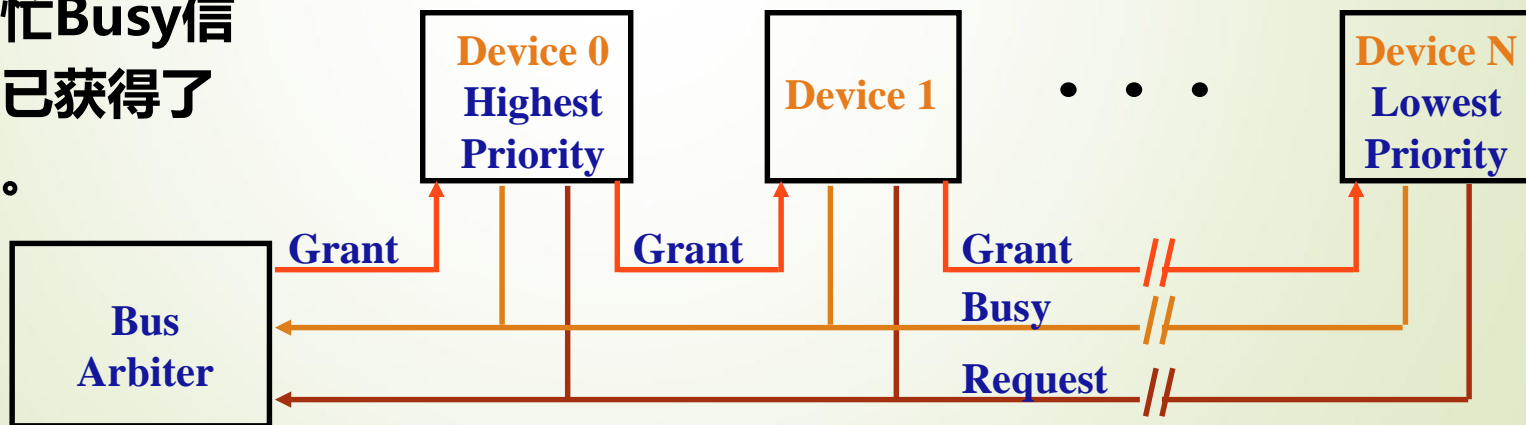 忙Busy信
已获得了
。
Device 0
Highest
Priority
Device 1
• • •
Device N
Lowest
Priority
Grant
Grant
Grant
Bus
Arbiter
Busy
Request